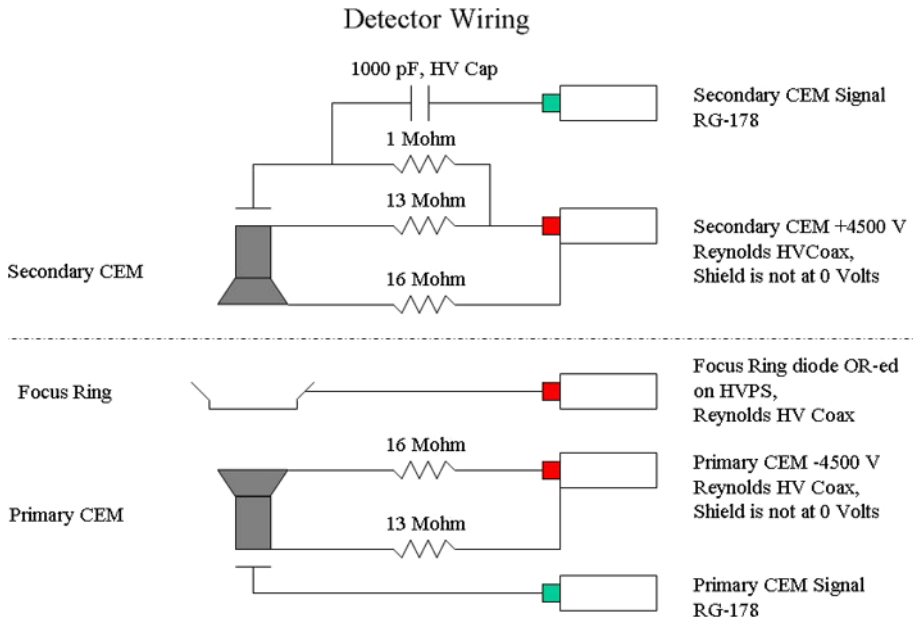 Detector Wiring
1000 pF, HV Cap
Secondary CEM Signal
RG-178
1 Mohm
13 Mohm
Secondary CEM +4500 V
Reynolds HVCoax,
Shield is not at 0 Volts
Secondary CEM
16 Mohm
Focus Ring
Focus Ring diode OR-ed
on HVPS,
Reynolds HV Coax
16 Mohm
Primary CEM -4500 V
Reynolds HV Coax,
Shield is not at 0 Volts
Primary CEM
13 Mohm
Primary CEM Signal
RG-178